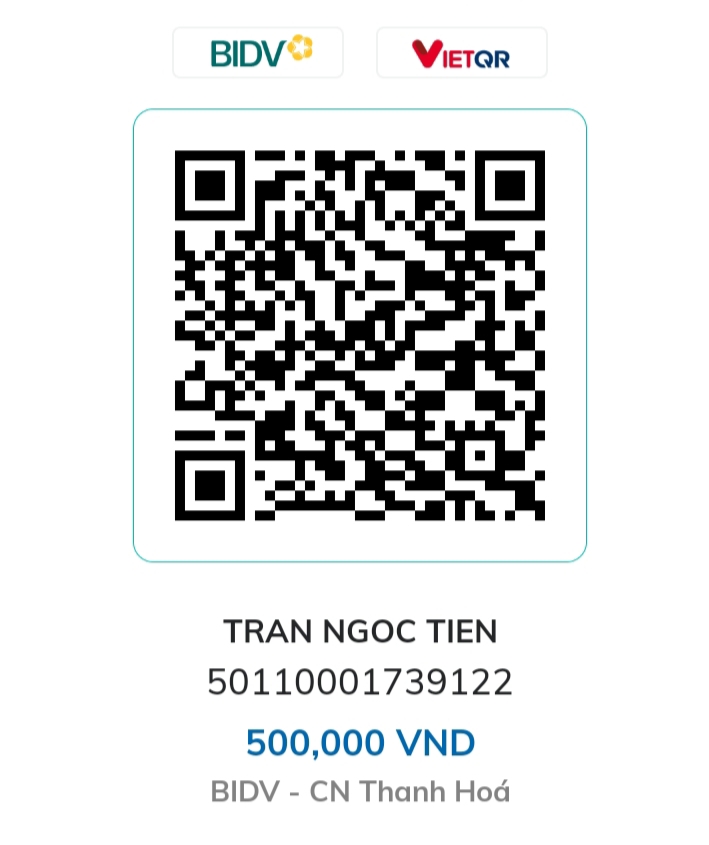 BIDV
VIETQR
TRAN NGOC TIEN
50110001739122
500,000 VND
BIDV - CN Thanh Hoá